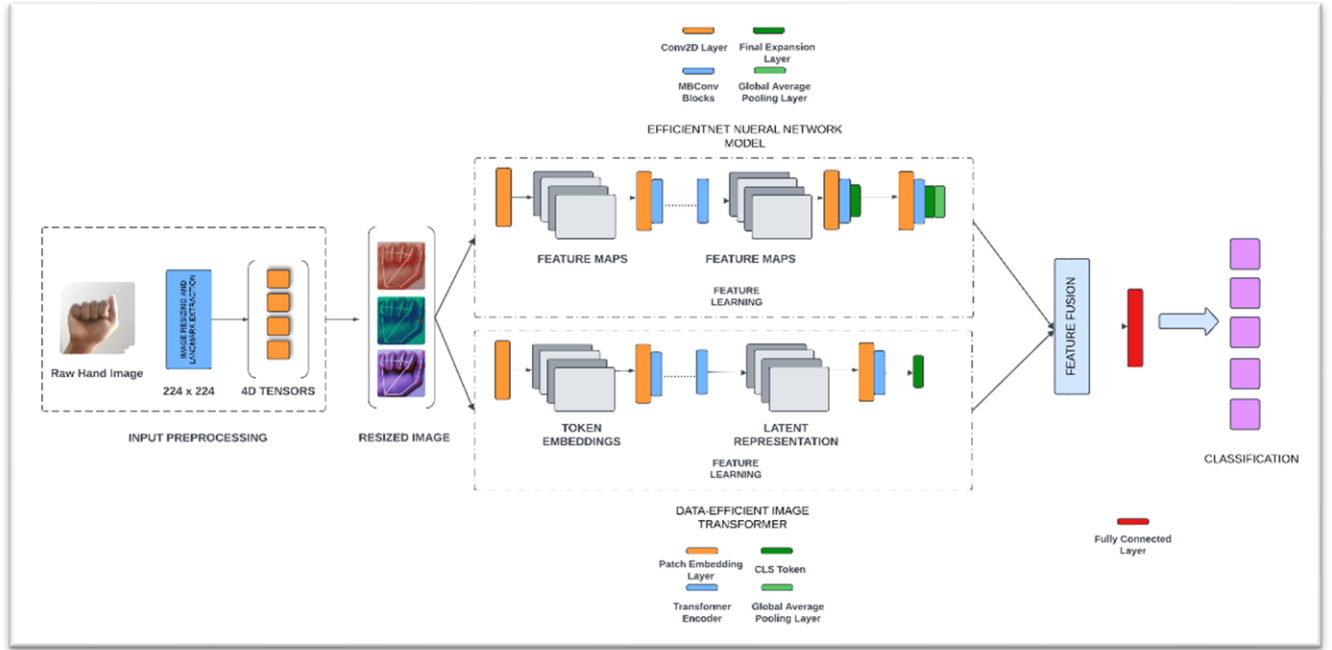 Conv2D Layer
Final Expansion
Layer
MBConv
Blocks
Global Average
Pooling Layer
EFFICIENTNET NUERAL NETWORK
MODEL
FEATURE MAPS
FEATURE MAPS
FEATURE
LEARNING
IMAGE RESIZING AND
LANDMARK EXTRACTION
Raw Hand Image
224 x 224
4D TENSORS
INPUT PREPROCESSING
RESIZED IMAGE
TOKEN
EMBEDDINGS
LATENT
REPRESENTATION
FEATURE
LEARNING
DATA-EFFICIENT IMAGE
TRANSFORMER
Patch Embedding
Layer
CLS Token
Transformer
Encoder
Global Average
Pooling Layer
FEATURE FUSION
Fully Connected
Layer
CLASSIFICATION